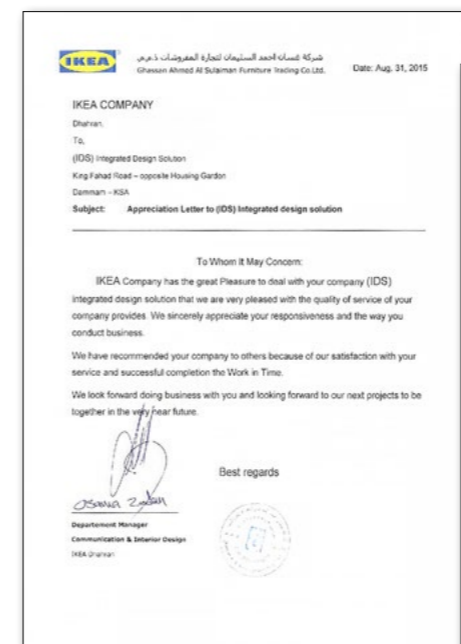 IKEA
شركة غسان احمد السليمان لتجارة المفروشات ذ.م.م
Ghassan Ahmed Al Sulaiman Furniture Trading Co.Ltd.
Date: Aug. 31, 2015
IKEA COMPANY
Dhahran,
To,
(IDS) Integrated Design Solution
King Fahad Road – opposite Housing Gardon
Dammam – KSA
Subject: Appreciation Letter to (IDS) Integrated design solution
To Whom It May Concern:
IKEA Company has the great Pleasure to deal with your company (IDS)
integrated design solution that we are very pleased with the quality of service of your
company provides. We sincerely appreciate your responsiveness and the way you
conduct business.
We have recommended your company to others because of our satisfaction with your
service and successful completion the Work in Time.
We look forward doing business with you and looking forward to our next projects to be
together in the very near future.
Best regards
Departement Manager
Communication & Interior Design
IKEA Dhahran